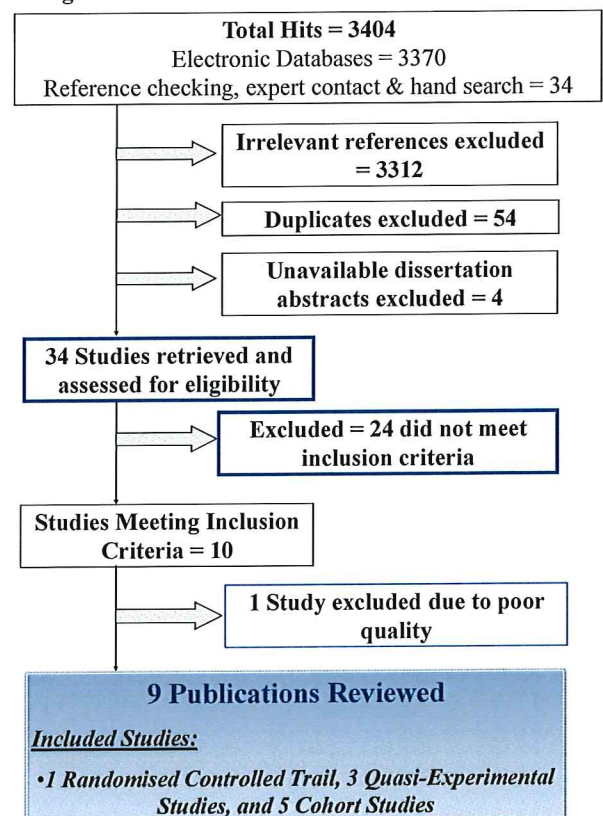 Total Hits = 3404
Electronic Databases = 3370
Reference checking, expert contact & hand search = 34
Irrelevant references excluded
= 3312
Duplicates excluded = 54
Unavailable dissertation
abstracts excluded = 4
34 Studies retrieved and
assessed for eligibility
Excluded = 24 did not meet
inclusion criteria
Studies Meeting Inclusion
Criteria = 10
1 Study excluded due to poor
quality
9 Publications Reviewed
Included Studies:
•1 Randomised Controlled Trail, 3 Quasi-Experimental
Studies, and 5 Cohort Studies